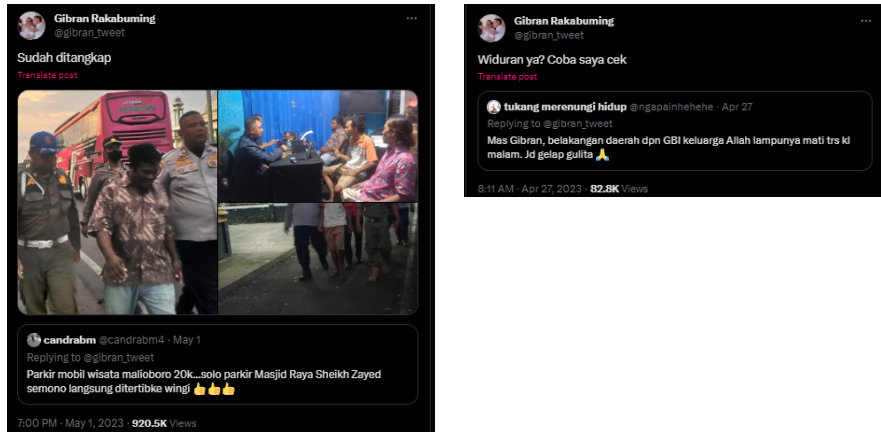 Gibran Rakabuming
@gibran_tweet
Sudah ditangkap
Translate post
candrabm @candrabm4 · May 1
Replying to @gibran_tweet
Parkir mobil wisata malioboro 20k...solo parkir Masjid Raya Sheikh Zayed
semono langsung ditertibke wingi 👍👍👍
7:00 PM · May 1, 2023 · 920.5K Views
Gibran Rakabuming
@gibran_tweet
Widuran ya? Coba saya cek
Translate post
tukang merenungi hidup @ngapainhehehe · Apr 27
Replying to @gibran_tweet
Mas Gibran, belakangan daerah dpn GBI keluarga Allah lampunya mati trs kl
malam. Jd gelap gulita 🙏
8:11 AM · Apr 27, 2023 · 82.8K Views